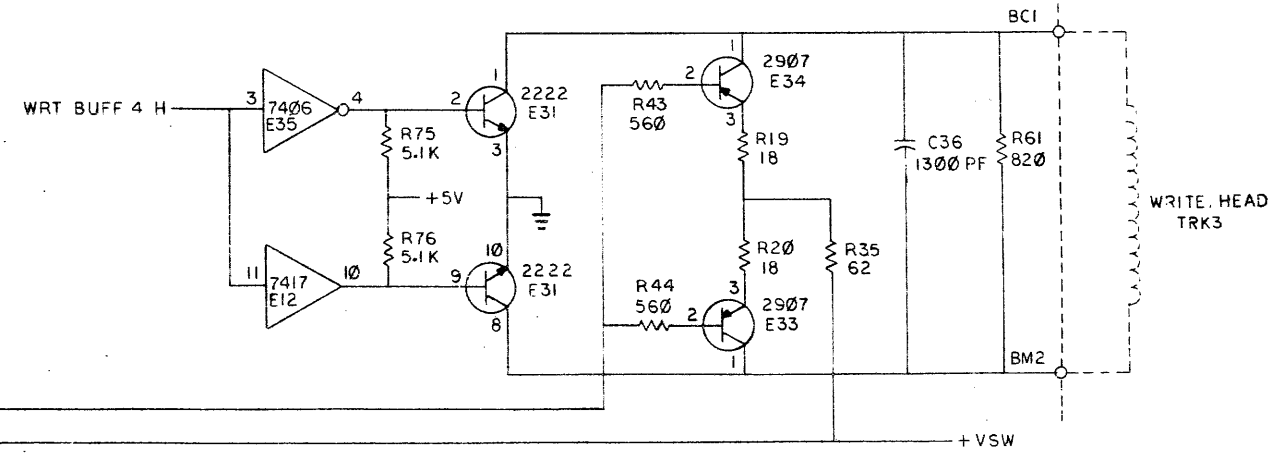 BC1
WRT BUFF 4 H
3
7406
E35
4
2
1
2222
E31
3
R75
5.1K
+5V
R76
5.1K
11
7417
E12
10
9
10
2222
E31
8
R43
560
2
1
2907
E34
3
R19
18
R20
18
R35
62
R44
560
2
3
2907
E33
1
C36
1300 PF
R61
820
WRITE HEAD
TRK3
BM2
+VSW